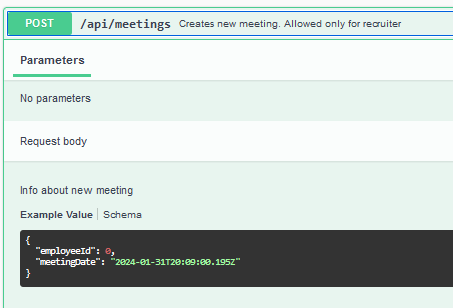 POST /api/meetings Creates new meeting. Allowed only for recruiter
Parameters
No parameters
Request body
Info about new meeting
Example Value Schema
{
"employeeId": 0,
"meetingDate": "2024-01-31T20:09:00.195Z"
}